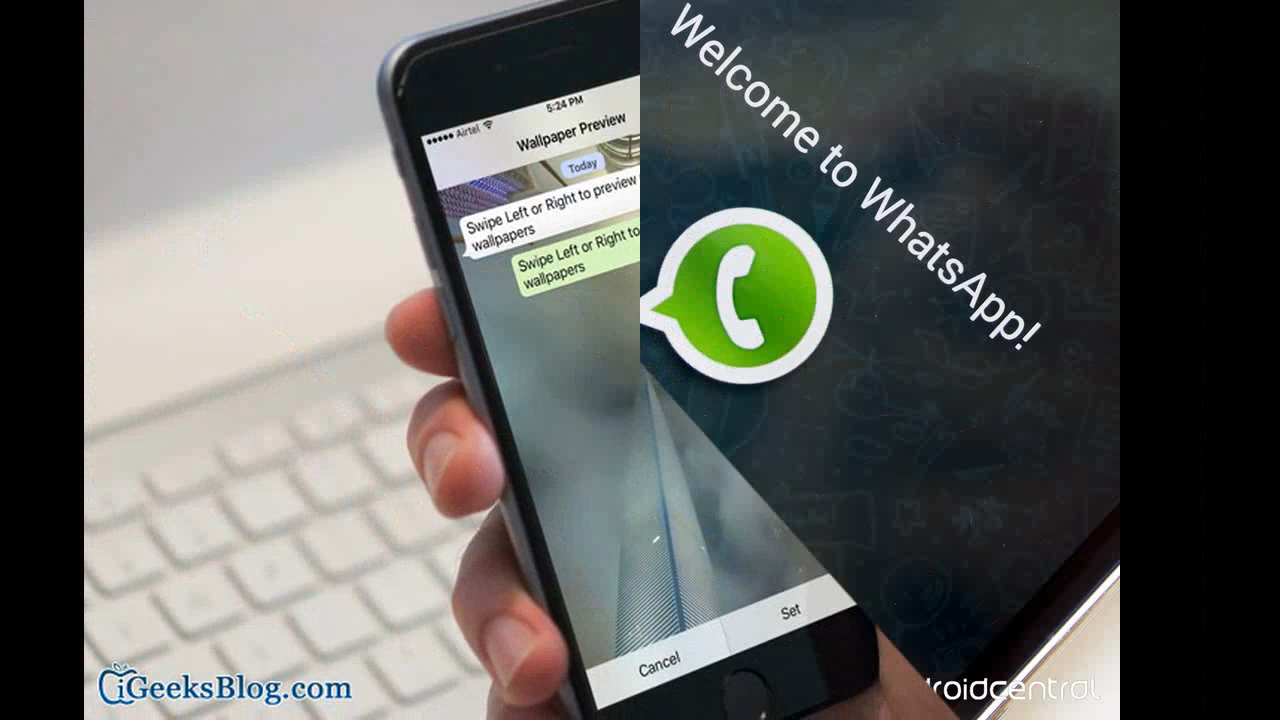 5:24 PM
Airtel
Wallpaper Preview
Today
Swipe Left or Right to preview
wallpapers
Swipe Left or Right to
wallpapers
Welcome to WhatsApp!
Set
Cancel
iGeeksBlog.com
droidcentral